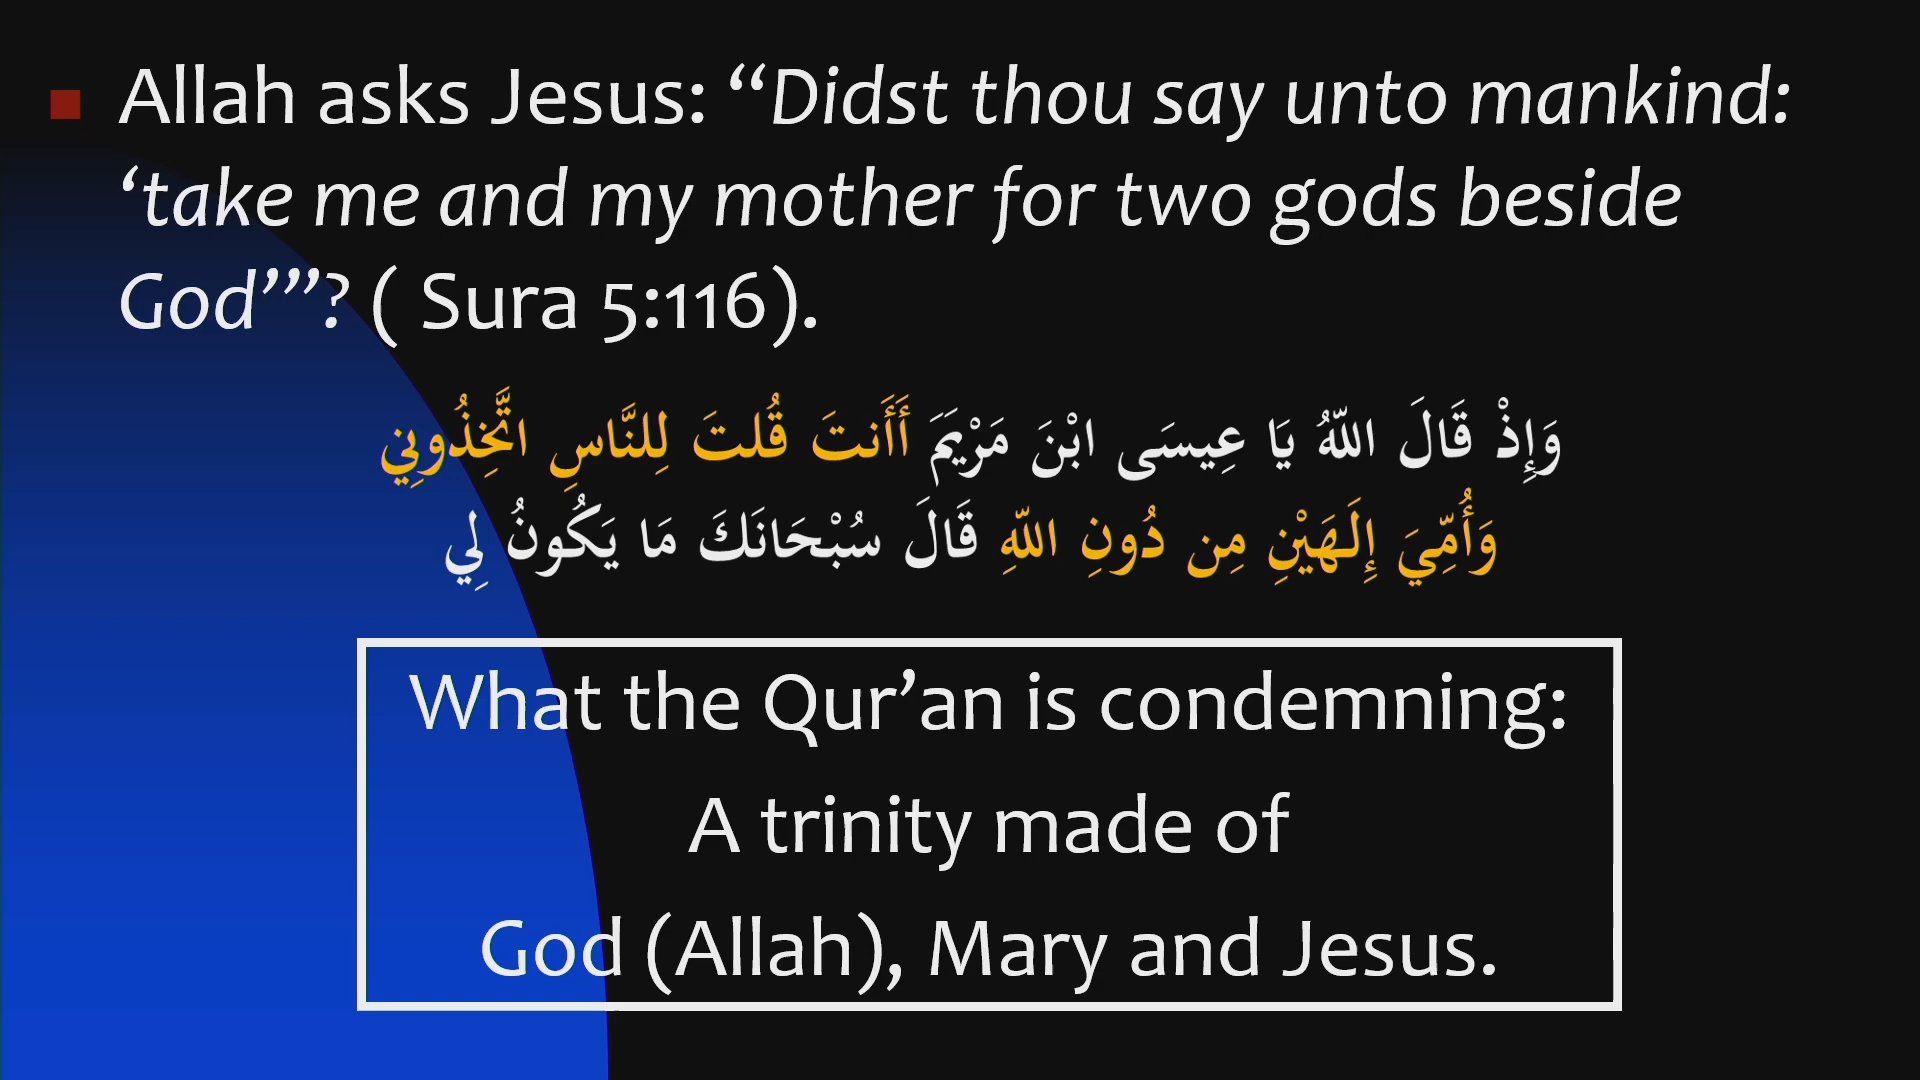 Allah asks Jesus: “Didst thou say unto mankind:
‘take me and my mother for two gods beside
God’”? ( Sura 5:116).
وَإِذْ قَالَ اللّهُ يَا عِيسَى ابْنَ مَرْيَمَ أَأَنتَ قُلتَ لِلنَّاسِ اتَّخِذُونِي
وَأُمِّيَ إِلَهَيْنِ مِن دُونِ اللّهِ قَالَ سُبْحَانَكَ مَا يَكُونُ لِي
What the Qur’an is condemning:
A trinity made of
God (Allah), Mary and Jesus.